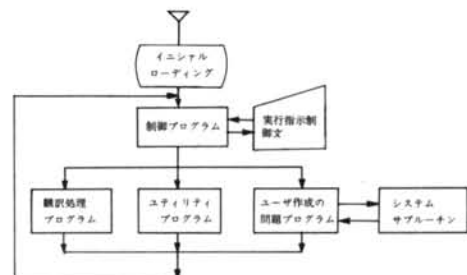 イニシャル
ローディング
制御プログラム
実行指示制
御文
翻訳処理
プログラム
ユティリティ
プログラム
ユーザ作成の
問題プログラム
システム
サブルーチン